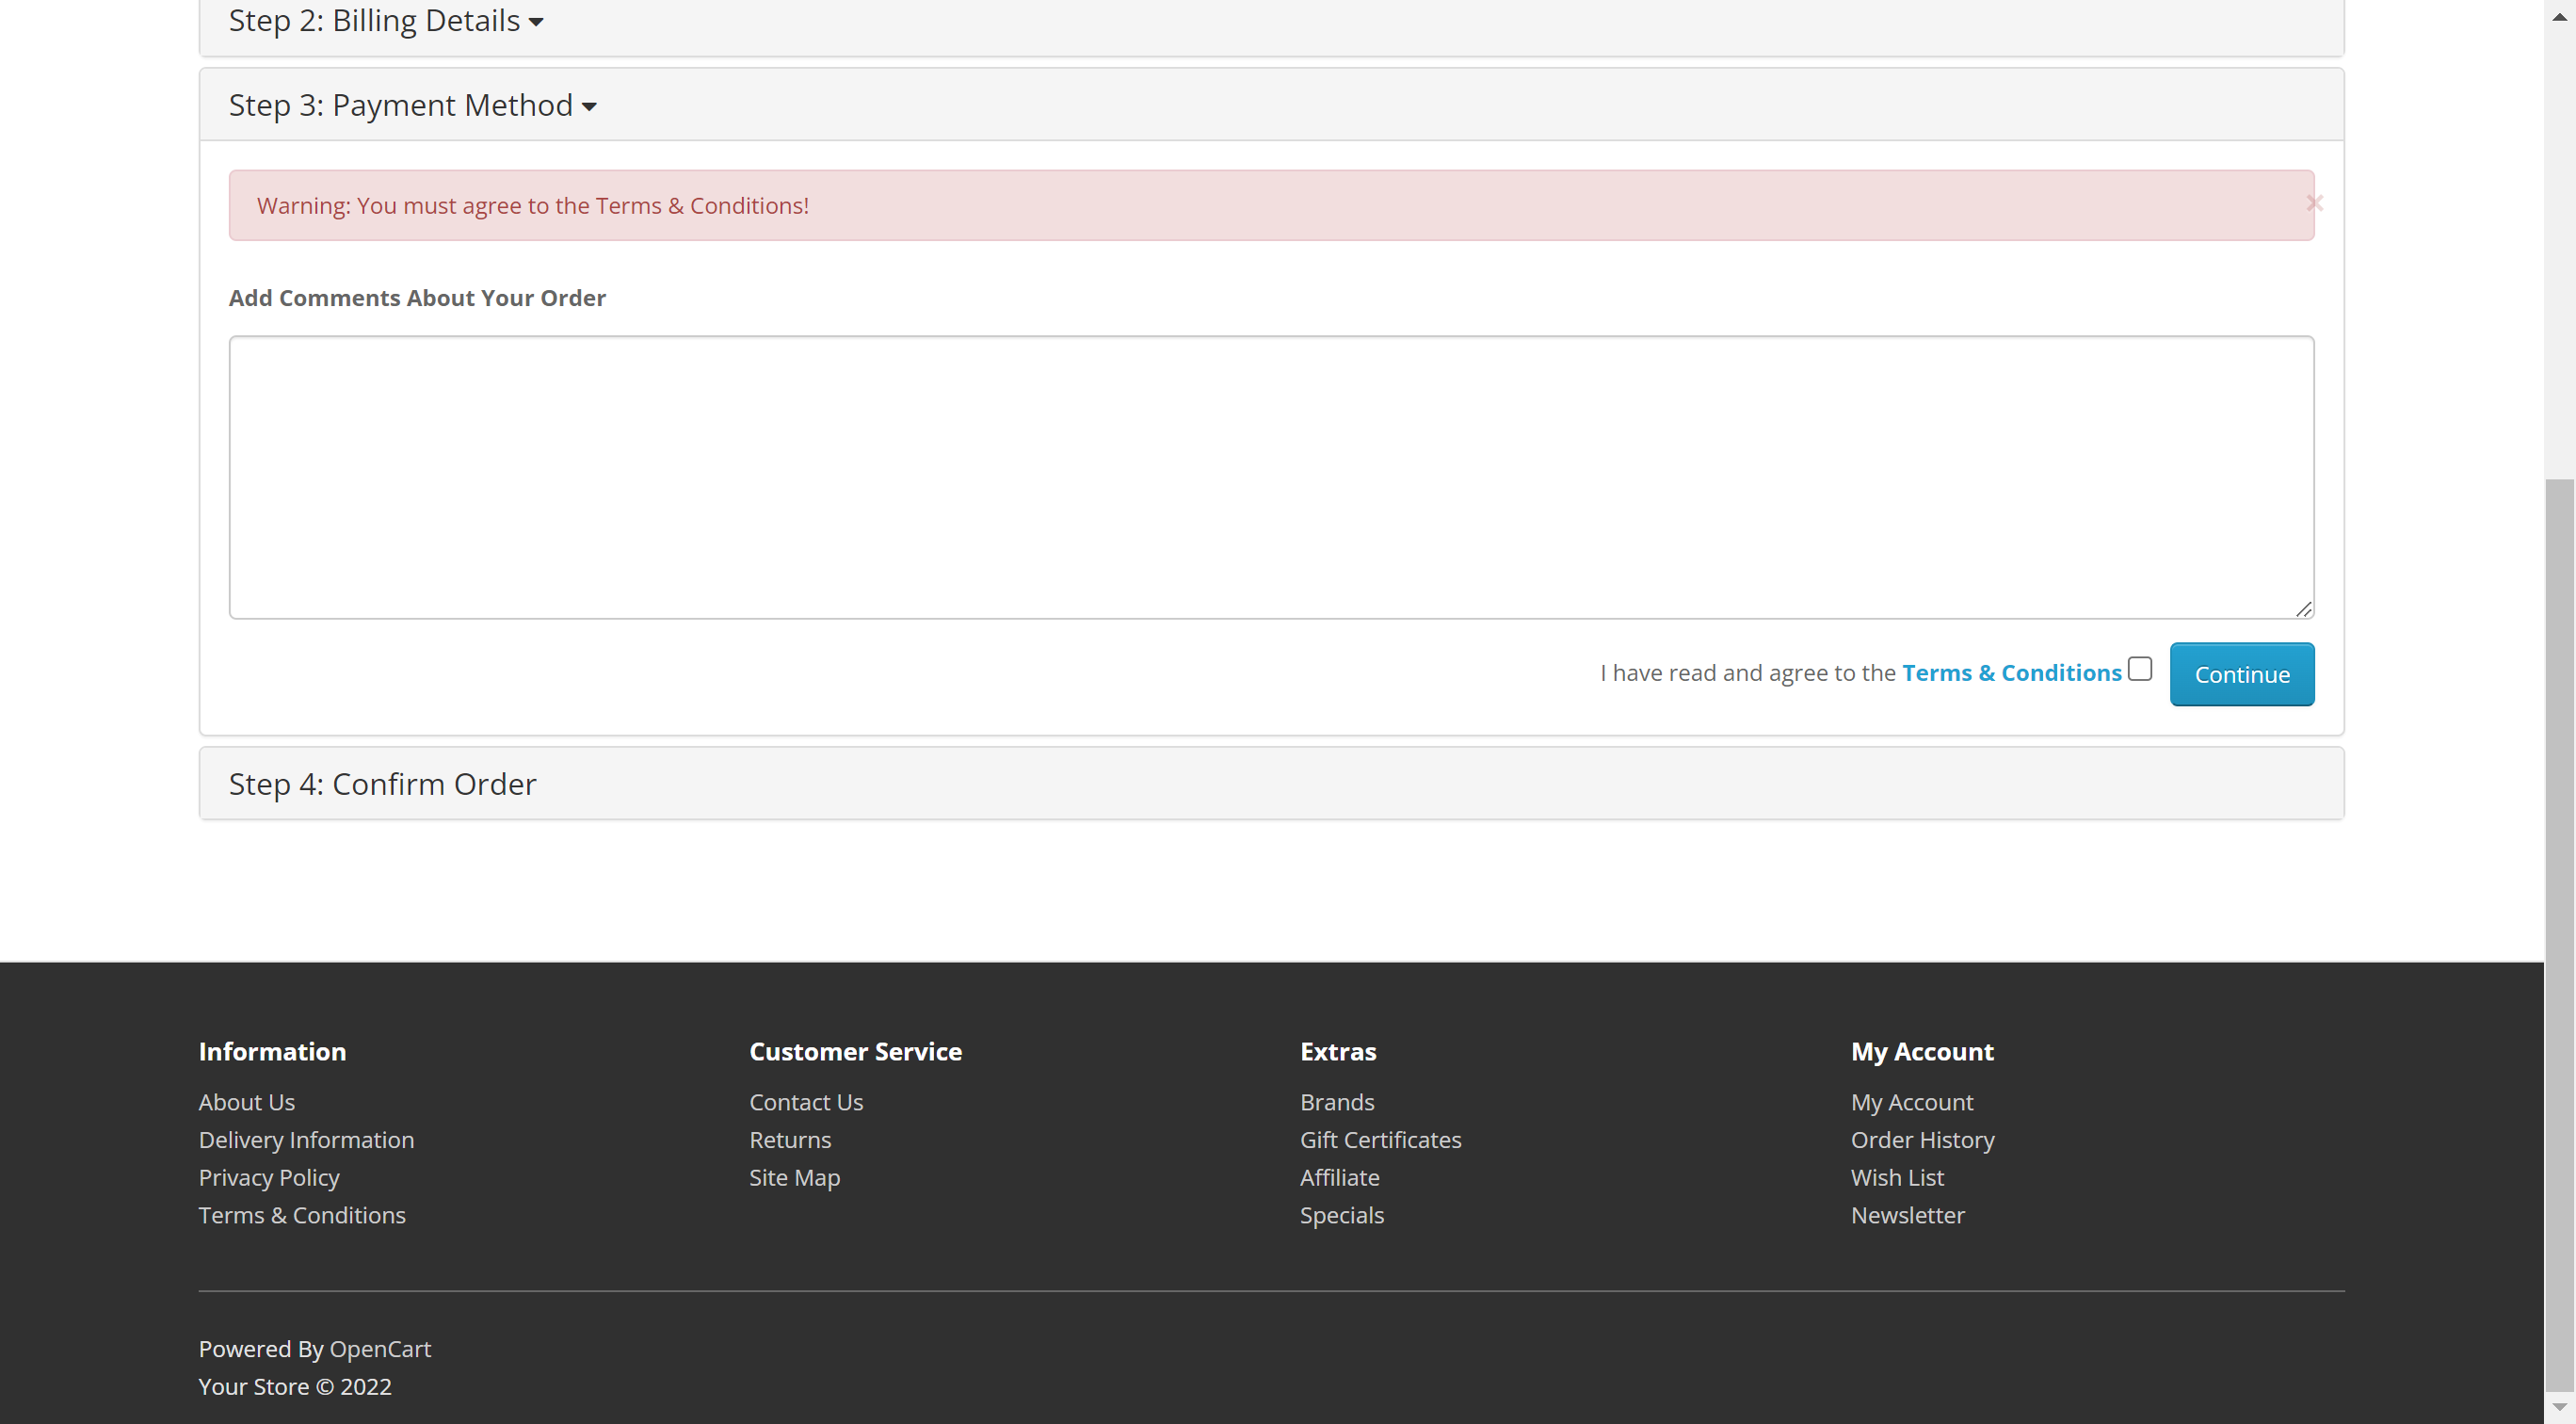 Step 2: Billing Details
Step 3: Payment Method
Warning: You must agree to the Terms & Conditions!
×
Add Comments About Your Order
I have read and agree to the Terms & Conditions
Continue
Step 4: Confirm Order
Information
About Us
Delivery Information
Privacy Policy
Terms & Conditions
Customer Service
Contact Us
Returns
Site Map
Extras
Brands
Gift Certificates
Affiliate
Specials
My Account
My Account
Order History
Wish List
Newsletter
Powered By OpenCart
Your Store © 2022